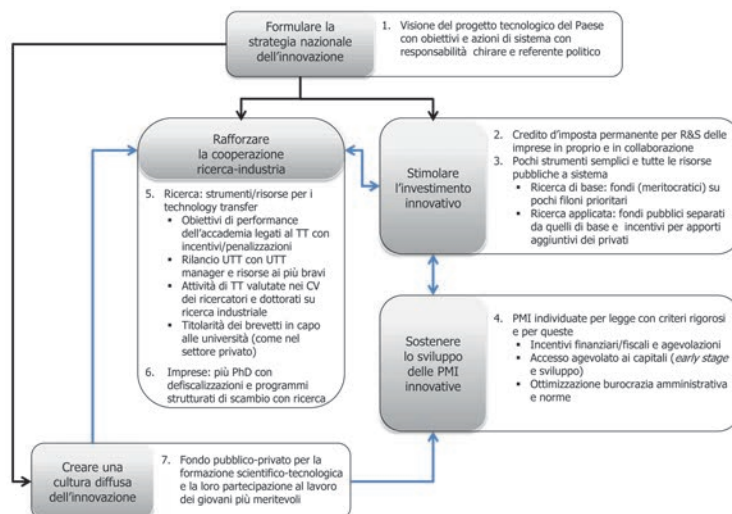 Formulare la
strategia nazionale
dell'innovazione
1. Visione del progetto tecnologico del Paese
con obiettivi e azioni di sistema con
responsabilità chirare e referente politico
Rafforzare
la cooperazione
ricerca-industria
5. Ricerca: strumenti/risorse per i
technology transfer
▪ Obiettivi di performance
dell'accademia legati al TT con
incentivi/penalizzazioni
▪ Rilancio UTT con UTT
manager e risorse ai più bravi
▪ Attività di TT valutate nei CV
dei ricercatori e dottorati su
ricerca industriale
▪ Titolarità dei brevetti in capo
alle università (come nel
settore privato)
6. Imprese: più PhD con
defiscalizzazioni e programmi
strutturati di scambio con ricerca
Stimolare
l'investimento
innovativo
2. Credito d'imposta permanente per R&S delle
imprese in proprio e in collaborazione
3. Pochi strumenti semplici e tutte le risorse
pubbliche a sistema
▪ Ricerca di base: fondi (meritocratici) su
pochi filoni prioritari
▪ Ricerca applicata: fondi pubblici separati
da quelli di base e incentivi per apporti
aggiuntivi dei privati
Sostenere
lo sviluppo
delle PMI
innovative
4. PMI individuate per legge con criteri rigorosi
e per queste
▪ Incentivi finanziari/fiscali e agevolazioni
▪ Accesso agevolato ai capitali (early stage
e sviluppo)
▪ Ottimizzazione burocrazia amministrativa
e norme
Creare una
cultura diffusa
dell'innovazione
7. Fondo pubblico-privato per la
formazione scientifico-tecnologica
e la loro partecipazione al lavoro
dei giovani più meritevoli